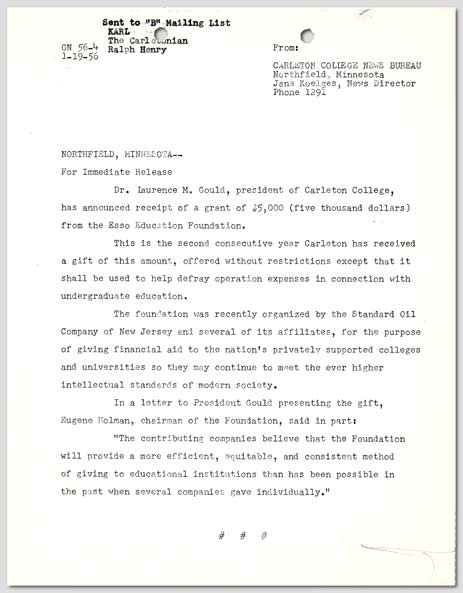 Sent to "B" Mailing List
KARL
The Carletonian
GN 56-4 Ralph Henry
1-19-56
From:
CARLETON COLLEGE NEWS BUREAU
Northfield, Minnesota
Jane Koelges, News Director
Phone 1291
NORTHFIELD, MINNESOTA--
For Immediate Release
Dr. Laurence M. Gould, president of Carleton College,
has announced receipt of a grant of $5,000 (five thousand dollars)
from the Esso Education Foundation.
This is the second consecutive year Carleton has received
a gift of this amount, offered without restrictions except that it
shall be used to help defray operation expenses in connection with
undergraduate education.
The foundation was recently organized by the Standard Oil
Company of New Jersey and several of its affiliates, for the purpose
of giving financial aid to the nation's privately supported colleges
and universities so they may continue to meet the ever higher
intellectual standards of modern society.
In a letter to President Gould presenting the gift,
Eugene Holman, chairman of the Foundation, said in part:
"The contributing companies believe that the Foundation
will provide a more efficient, equitable, and consistent method
of giving to educational institutions than has been possible in
the past when several companies gave individually."
# # #